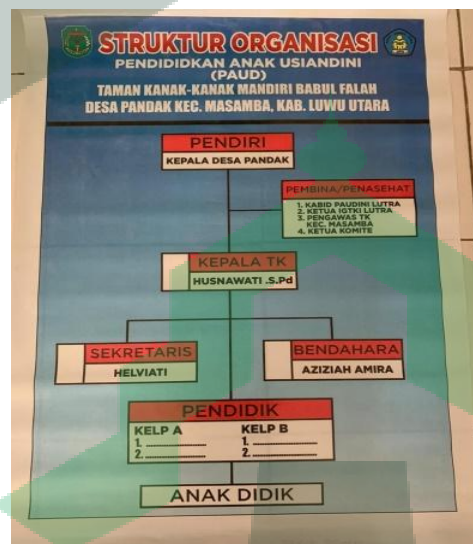 STRUKTUR ORGANISASI
PENDIDIDKAN ANAK USIANDINI
(PAUD)
TAMAN KANAK-KANAK MANDIRI BABUL FALAH
DESA PANDAK KEC. MASAMBA, KAB. LUWU UTARA
PENDIRI
KEPALA DESA PANDAK
PEMBINA/PENASEHAT
1. KABID PAUDINI LUTRA
2. KETUA IGTKI LUTRA
3. PENGAWAS TK
KEC. MASAMBA
4. KETUA KOMITE
KEPALA TK
HUSNAWATI .S.Pd
SEKRETARIS
HELVIATI
BENDAHARA
AZIZIAH AMIRA
PENDIDIK
KELP A
1. ..................
2. ..................
KELP B
1. ..................
2. ..................
ANAK DIDIK